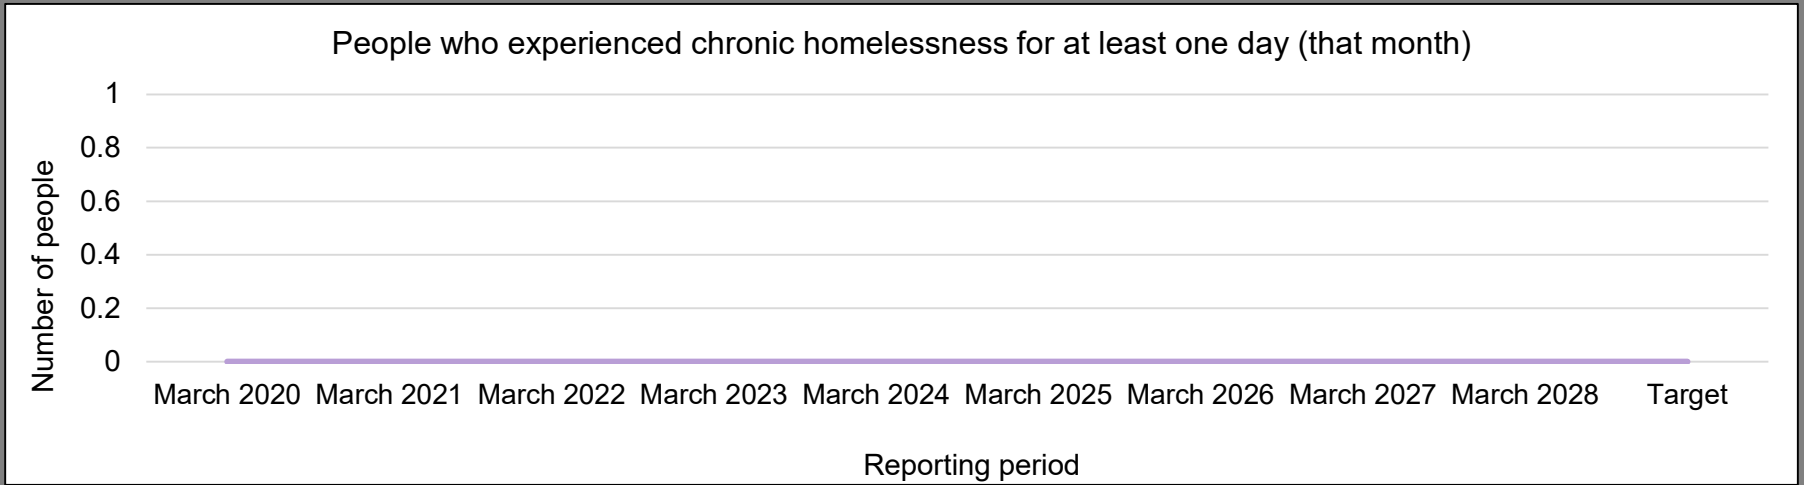 People who experienced chronic homelessness for at least one day (that month)
1
0.8
0.6
0.4
0.2
0
Number of people
March 2020 March 2021 March 2022 March 2023 March 2024 March 2025 March 2026 March 2027 March 2028 Target
Reporting period